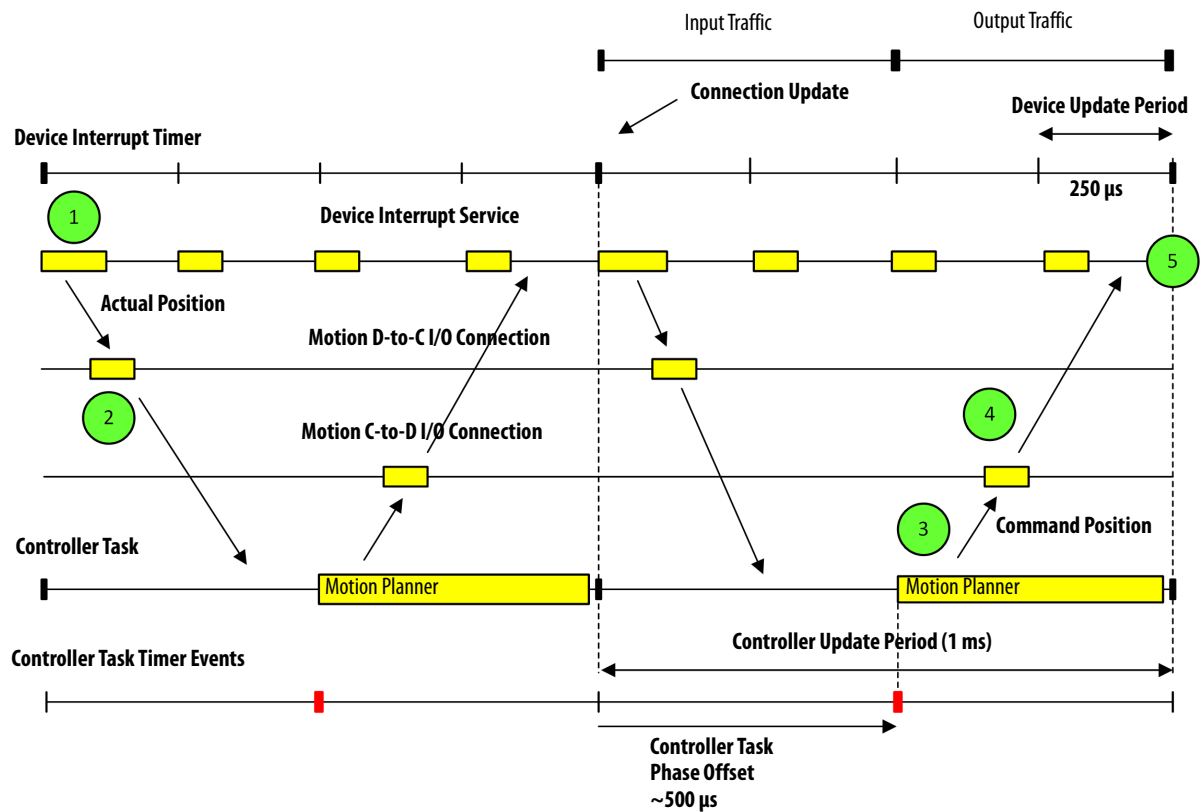 Input Traffic
Output Traffic
Connection Update
Device Update Period
Device Interrupt Timer
250 µs
1
Device Interrupt Service
5
Actual Position
Motion D-to-C I/O Connection
2
4
Motion C-to-D I/O Connection
3
Command Position
Controller Task
Motion Planner
Motion Planner
Controller Update Period (1 ms)
Controller Task Timer Events
Controller Task
Phase Offset
~500 µs